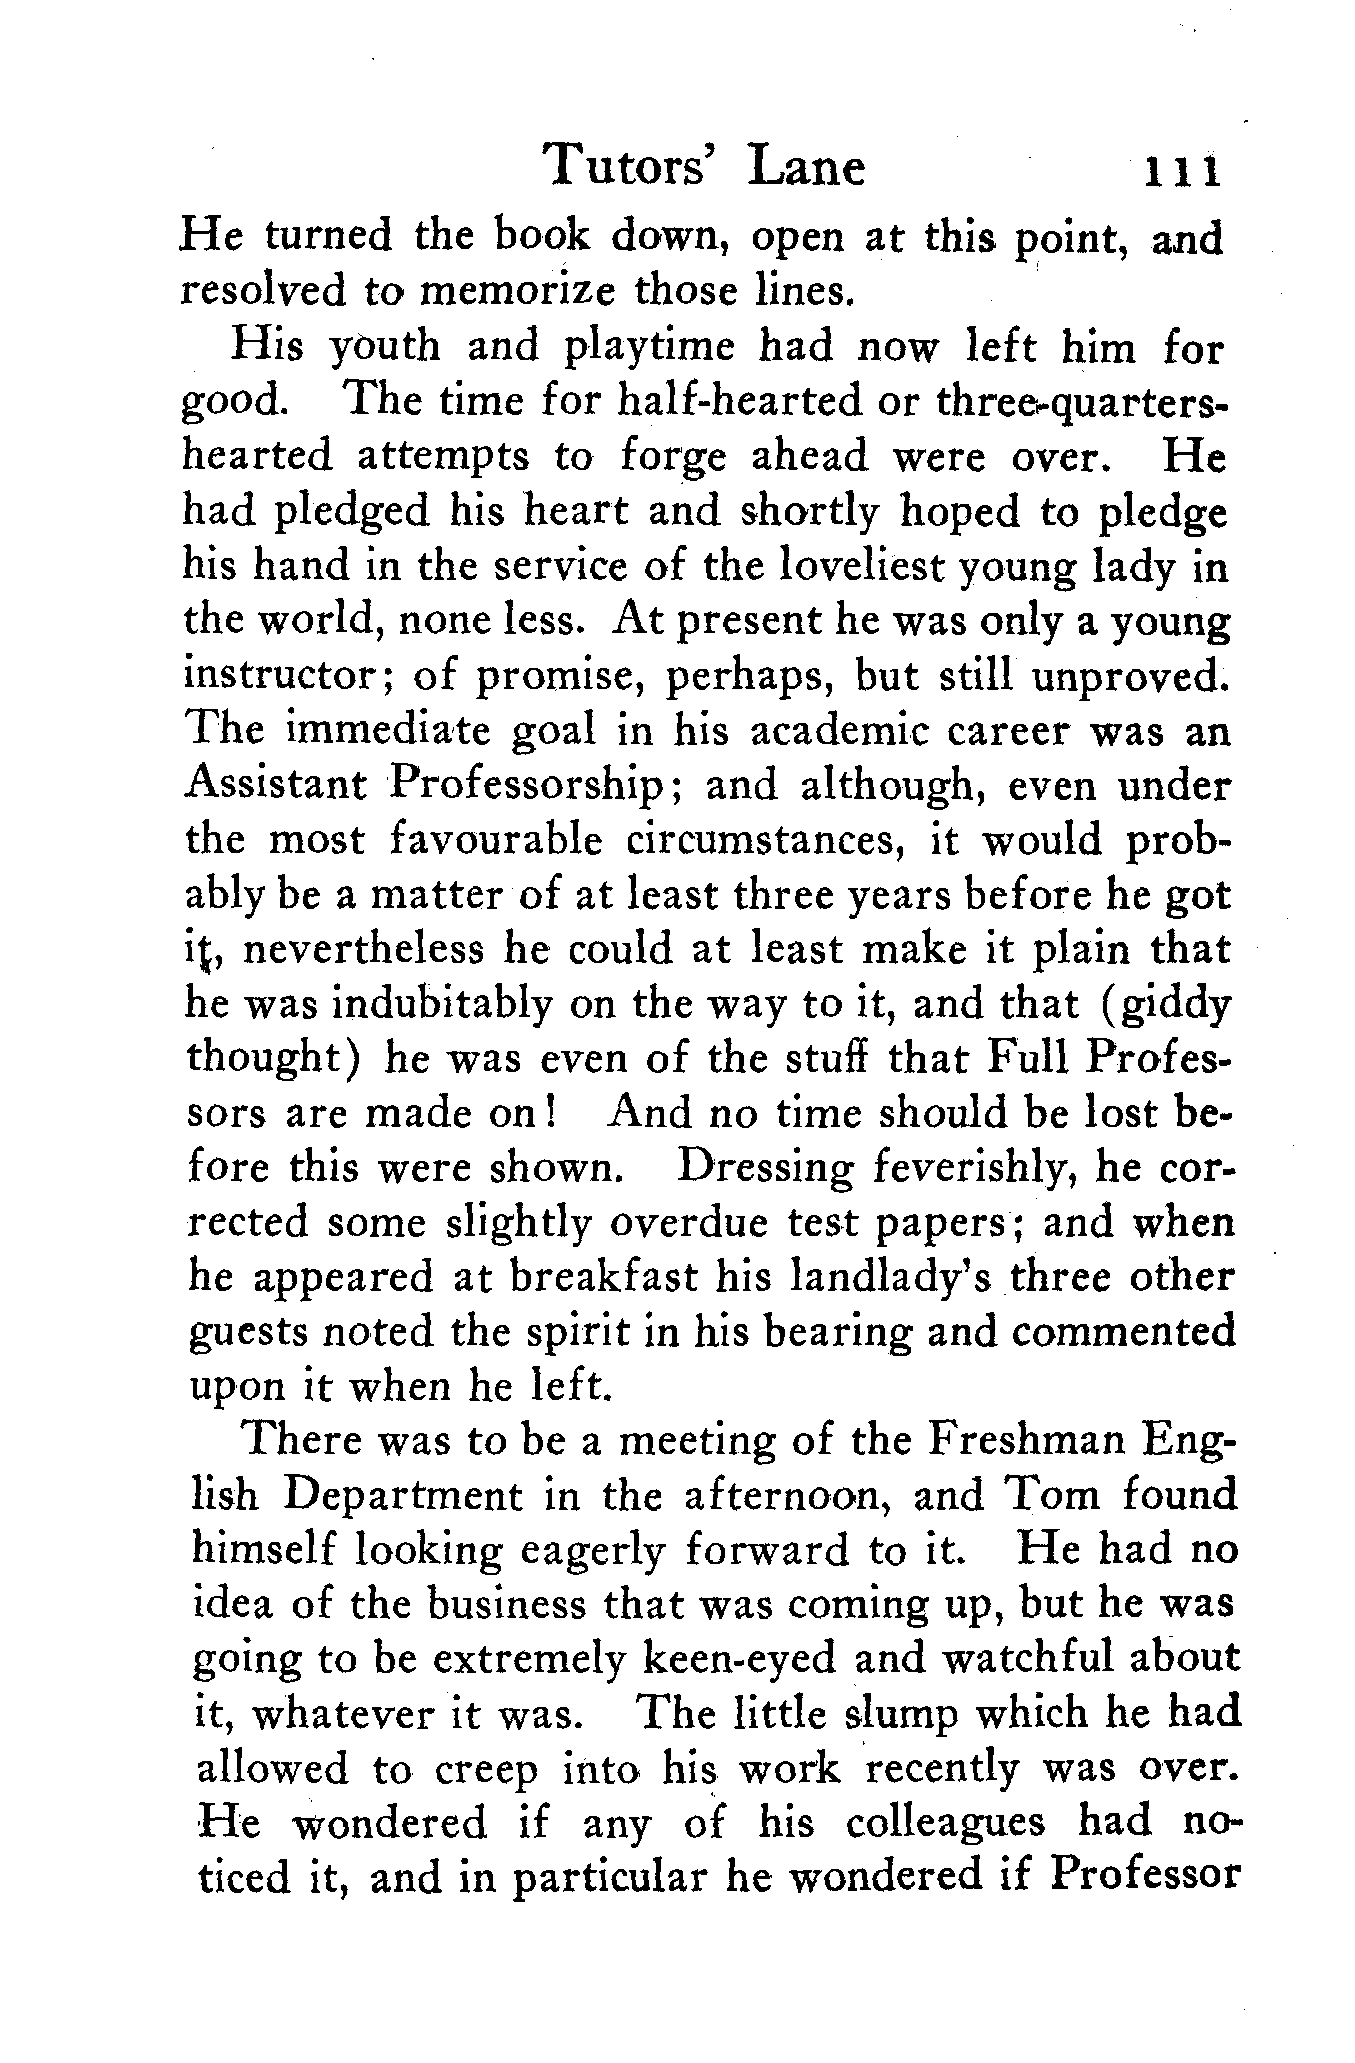 Tutors' Lane 111
He turned the book down, open at this point, and
resolved to memorize those lines.
His youth and playtime had now left him for
good. The time for half-hearted or three-quarters-
hearted attempts to forge ahead were over. He
had pledged his heart and shortly hoped to pledge
his hand in the service of the loveliest young lady in
the world, none less. At present he was only a young
instructor; of promise, perhaps, but still unproved.
The immediate goal in his academic career was an
Assistant Professorship; and although, even under
the most favourable circumstances, it would prob-
ably be a matter of at least three years before he got
it, nevertheless he could at least make it plain that
he was indubitably on the way to it, and that (giddy
thought) he was even of the stuff that Full Profes-
sors are made on! And no time should be lost be-
fore this were shown. Dressing feverishly, he cor-
rected some slightly overdue test papers; and when
he appeared at breakfast his landlady's three other
guests noted the spirit in his bearing and commented
upon it when he left.
There was to be a meeting of the Freshman Eng-
lish Department in the afternoon, and Tom found
himself looking eagerly forward to it. He had no
idea of the business that was coming up, but he was
going to be extremely keen-eyed and watchful about
it, whatever it was. The little slump which he had
allowed to creep into his work recently was over.
He wondered if any of his colleagues had no-
ticed it, and in particular he wondered if Professor